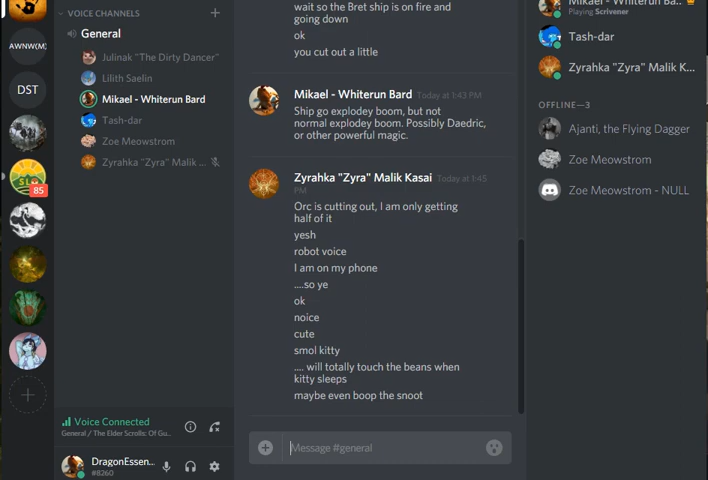 AWNW(M)
DST
85
VOICE CHANNELS
General
Julinak "The Dirty Dancer"
Lilith Saelin
Mikael - Whiterun Bard
Tash-dar
Zoe Meowstrom
Zyrahka "Zyra" Malik ...
Voice Connected
General / The Elder Scrolls: Of Gu...
DragonEssen...
#8260
wait so the Bret ship is on fire and
going down
ok
you cut out a little
Mikael - Whiterun Bard Today at 1:43 PM
Ship go explodey boom, but not
normal explodey boom. Possibly Daedric,
or other powerful magic.
Zyrahka "Zyra" Malik Kasai Today at 1:45
PM
Orc is cutting out, I am only getting
half of it
yesh
robot voice
I am on my phone
....so ye
ok
noice
cute
smol kitty
.... will totally touch the beans when
kitty sleeps
maybe even boop the snoot
Message #general
Mikael - Whiterun Ba...
Playing Scrivener
Tash-dar
Zyrahka "Zyra" Malik K...
OFFLINE—3
Ajanti, the Flying Dagger
Zoe Meowstrom
Zoe Meowstrom - NULL